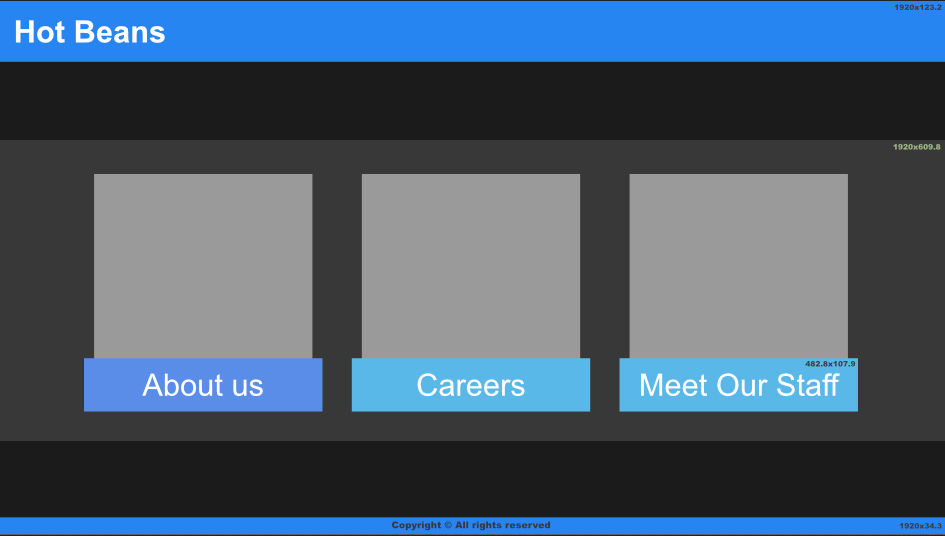 1920x123.2
Hot Beans
1920x609.8
About us
Careers
482.8x107.9
Meet Our Staff
Copyright © All rights reserved
1920x34.3